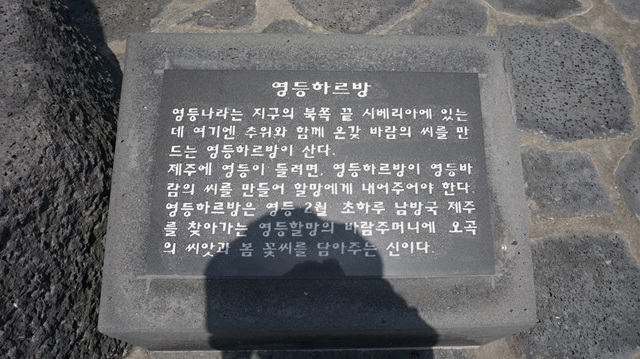 영등하르방
영등나라는 지구의 북쪽 끝 시베리아에 있는
데 여기엔 추위와 함께 온갖 바람의 씨를 만
드는 영등하르방이 산다.
제주에 영등이 들려면, 영등하르방이 영등바
람의 씨를 만들어 할망에게 내어주어야 한다.
영등하르방은 영등 2월 초하루 남방국 제주
를 찾아가는 영등할망의 바람주머니에 오곡
의 씨앗과 봄 꽃씨를 담아주는 신이다.